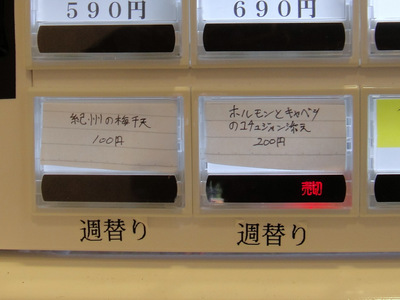 590円
690円
紀州の梅干天
100円
ホルモンとキャベツ
のコチュジャン添え
200円
売切
週替り
週替り